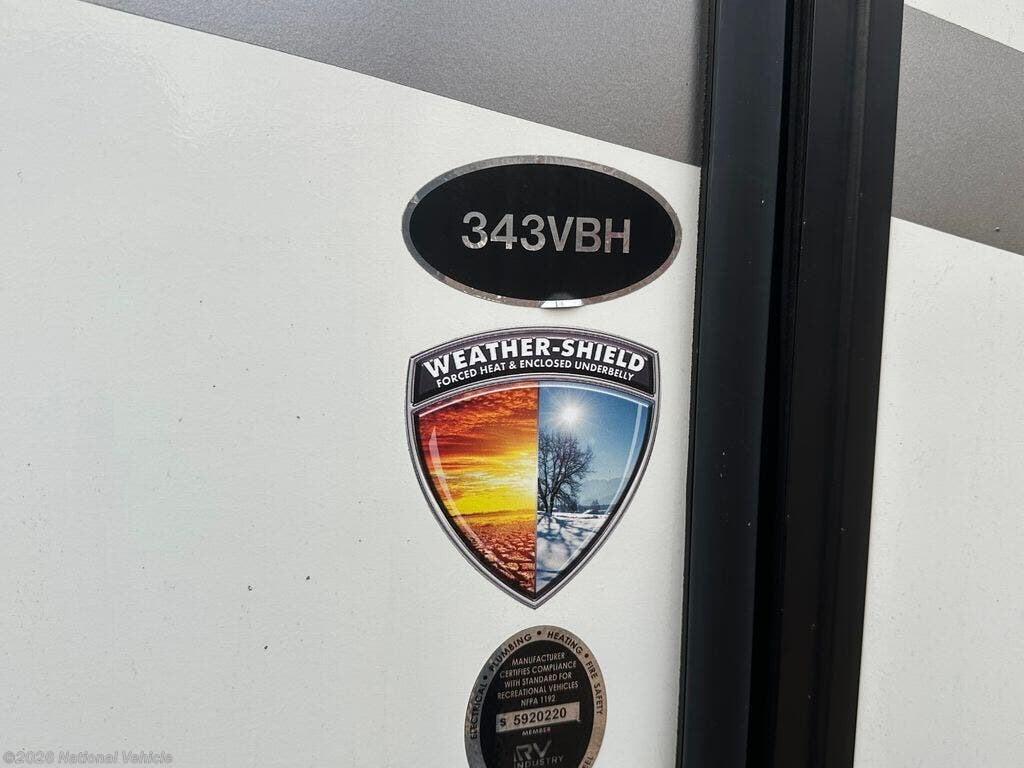 343VBH
WEATHER-SHIELD
FORCED HEAT & ENCLOSED UNDERBELLY
ELECTRICAL • PLUMBING • HEATING • FIRE SAFETY
MANUFACTURER
CERTIFIES COMPLIANCE
WITH STANDARD FOR
RECREATIONAL VEHICLES
NFPA 1192
S 5920220
MEMBER
RV
INDUSTRY
©2026 National Vehicle